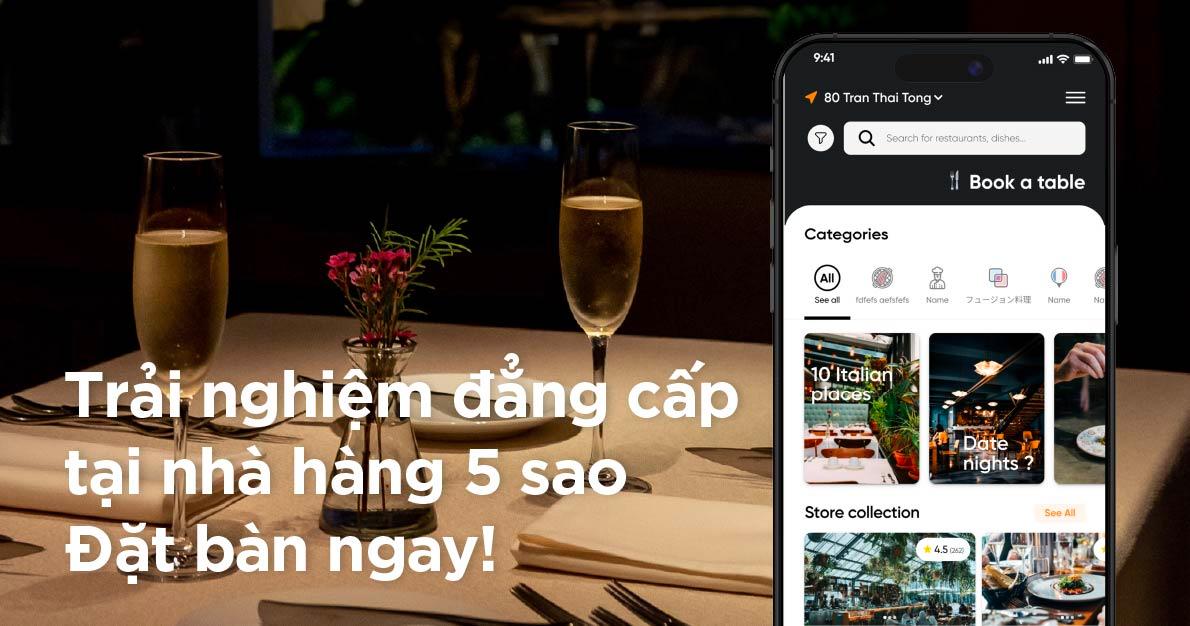 Trải nghiệm đẳng cấp
tại nhà hàng 5 sao
Đặt bàn ngay!
9:41
80 Tran Thai Tong
Search for restaurants, dishes...
Book a table
Categories
All
See all
fdfefs aefsfefs
Name
フュージョン料理
Name
Na
10 Italian
places
Date
nights ?
Store collection
See All
4.5 (262)